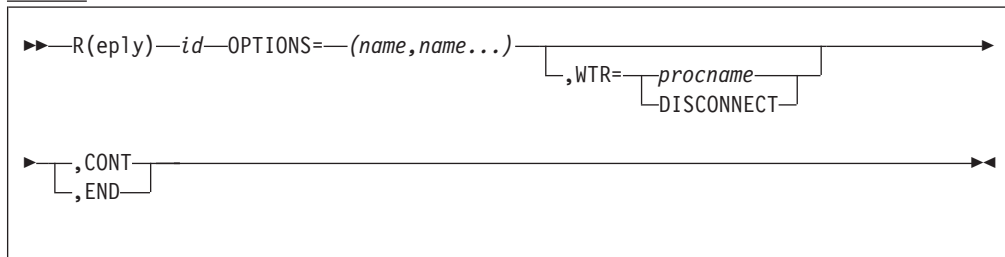 R(eply) id OPTIONS= (name,name...)
,WTR= procname
DISCONNECT
,CONT
,END